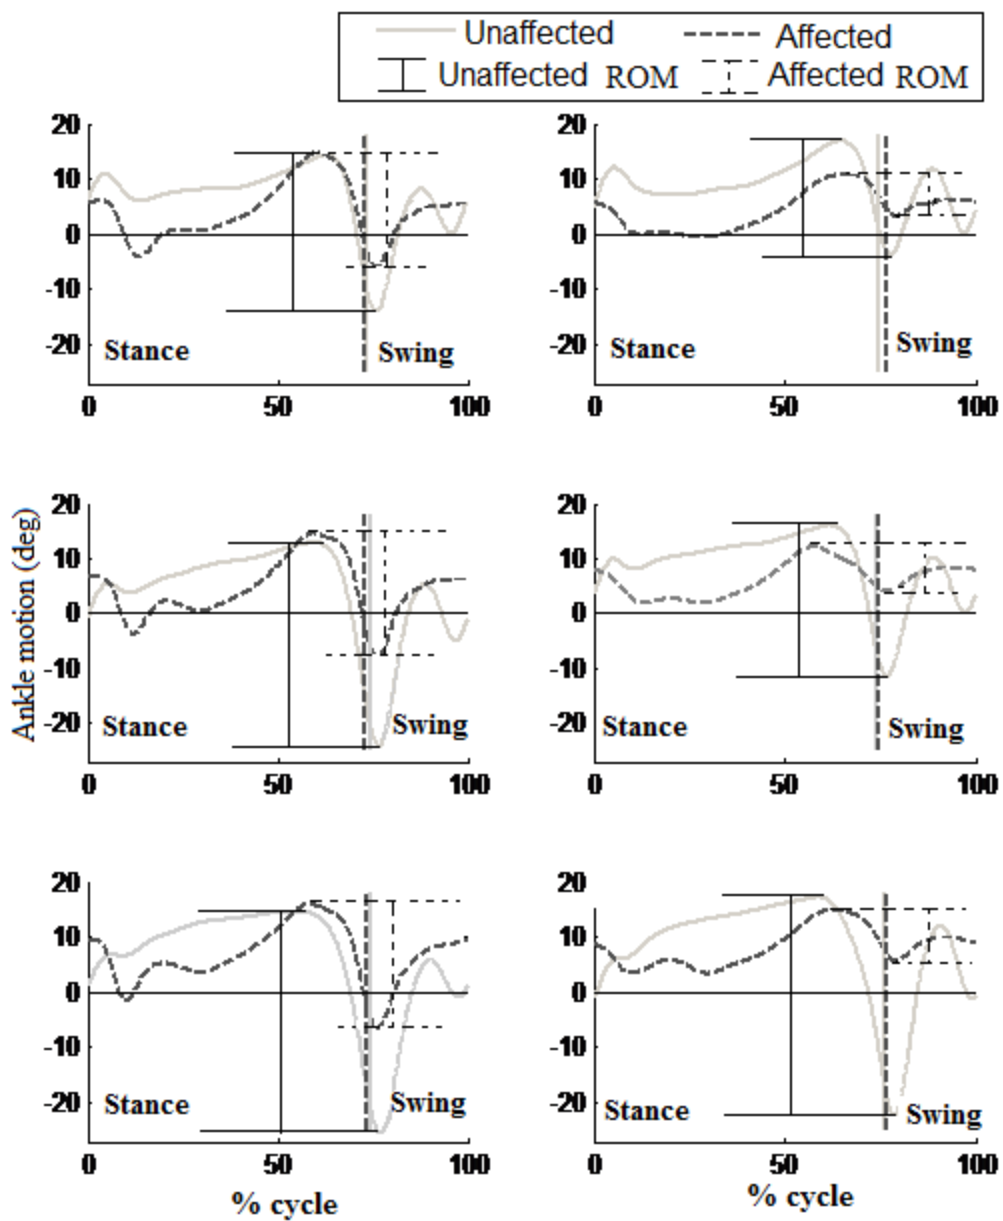 Unaffected Affected
Unaffected ROM Affected ROM
20 20
10 10
0 0
-10 -10
-20 Stance Swing -20 Stance Swing
0 50 100 0 50 100
Ankle motion (deg)
20 20
10 10
0 0
-10 -10
-20 Stance Swing -20 Stance Swing
0 50 100 0 50 100
20 20
10 10
0 0
-10 -10
-20 Stance Swing -20 Stance Swing
0 50 100 0 50 100
% cycle % cycle